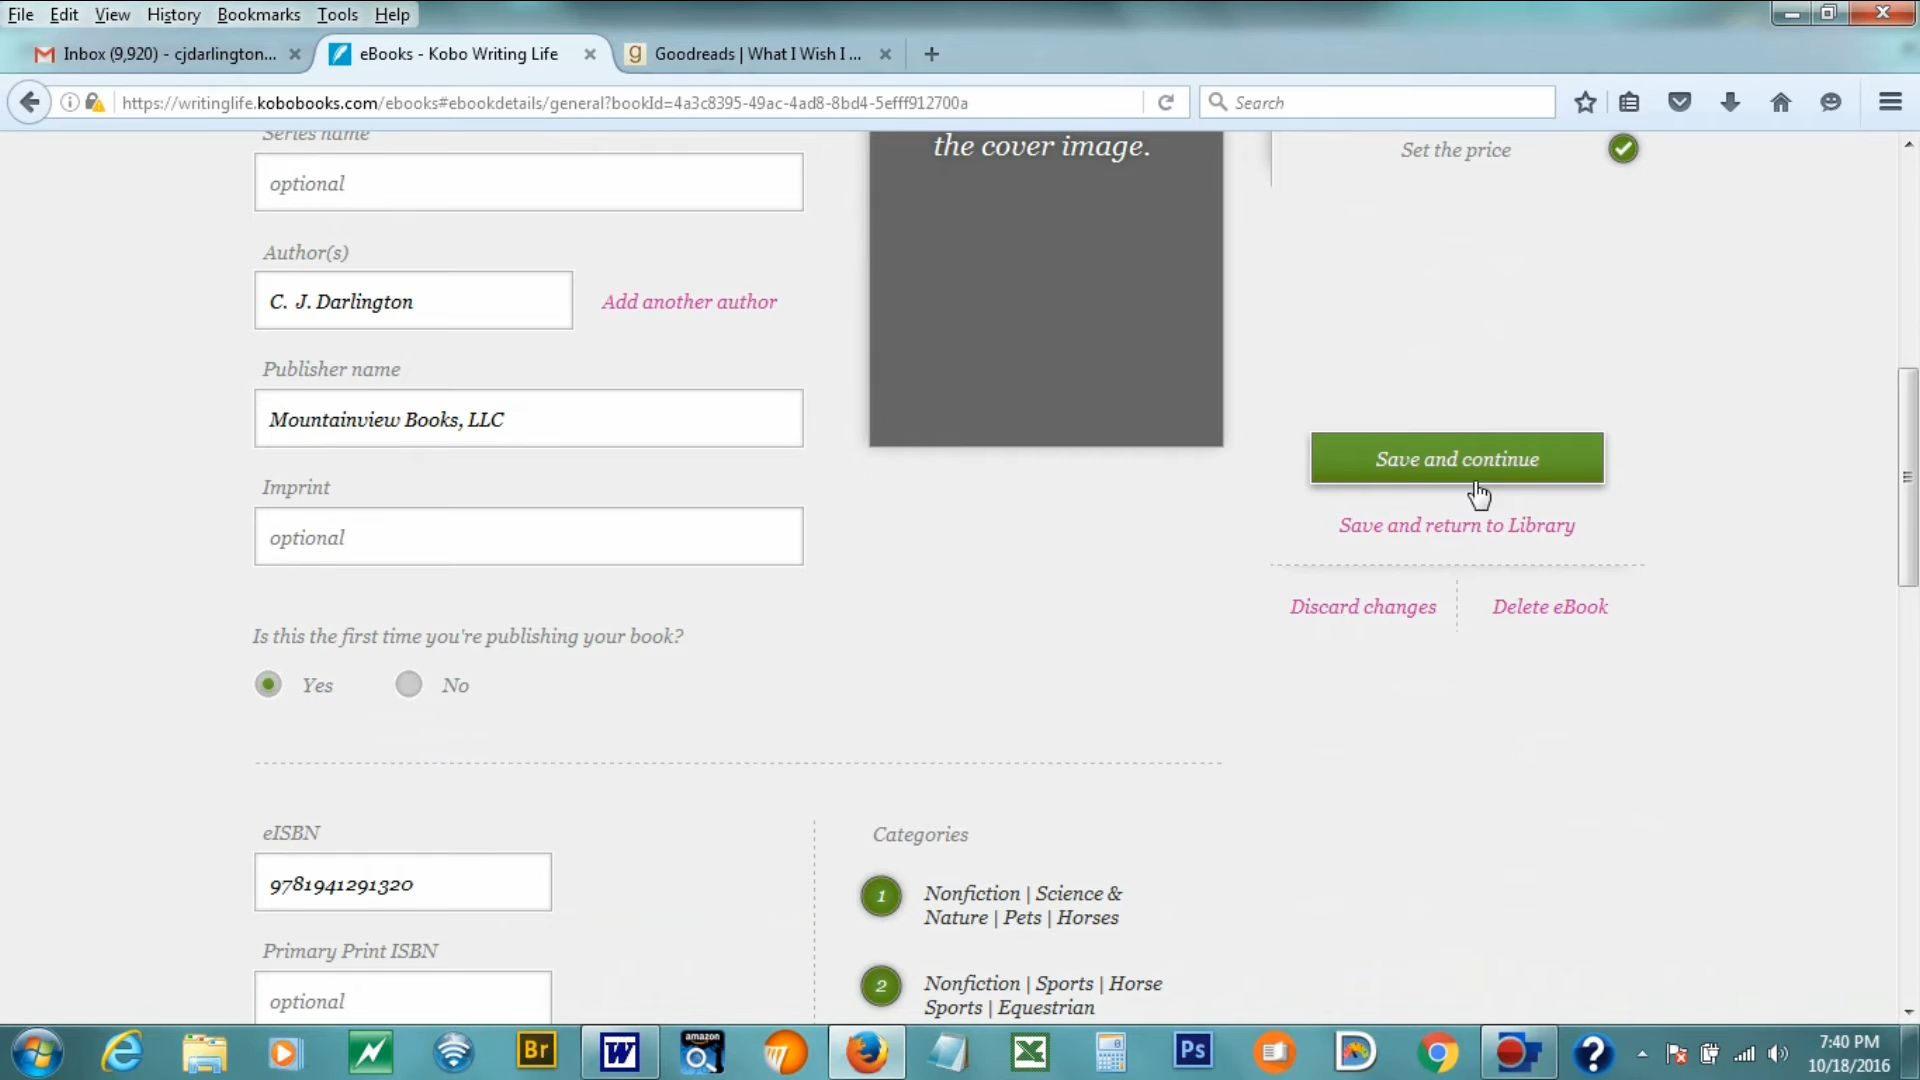 File Edit View History Bookmarks Tools Help
Inbox (9,920) - cjdarlington...
eBooks - Kobo Writing Life
Goodreads | What I Wish I ...
https://writinglife.kobobooks.com/ebooks#ebookdetails/general?bookId=4a3c8395-49ac-4ad8-8bd4-5efff912700a
Search
Series name
optional
the cover image.
Set the price
Author(s)
C. J. Darlington
Add another author
Publisher name
Mountainview Books, LLC
Save and continue
Imprint
optional
Save and return to Library
Discard changes
Delete eBook
Is this the first time you're publishing your book?
Yes
No
eISBN
9781941291320
Categories
1
Nonfiction | Science &
Nature | Pets | Horses
Primary Print ISBN
optional
2
Nonfiction | Sports | Horse
Sports | Equestrian
Br
W
amazon
Ps
7:40 PM
10/18/2016